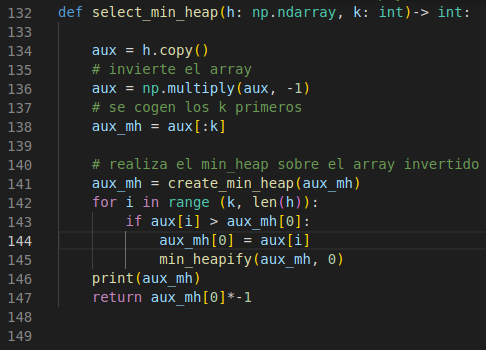 132 def select_min_heap(h: np.ndarray, k: int)-> int:
133
134     aux = h.copy()
135     # invierte el array
136     aux = np.multiply(aux, -1)
137     # se cogen los k primeros
138     aux_mh = aux[:k]
139
140     # realiza el min_heap sobre el array invertido
141     aux_mh = create_min_heap(aux_mh)
142     for i in range (k, len(h)):
143         if aux[i] > aux_mh[0]:
144             aux_mh[0] = aux[i]
145             min_heapify(aux_mh, 0)
146     print(aux_mh)
147     return aux_mh[0]*-1
148
149